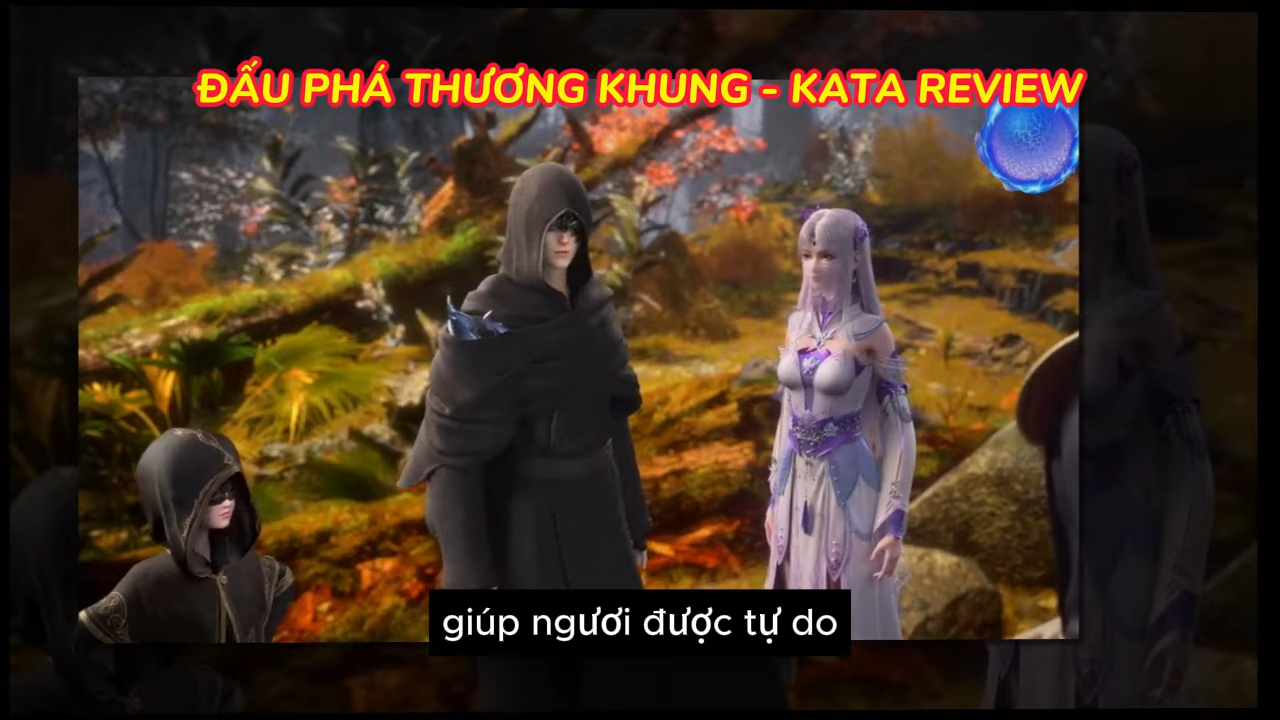 ĐẤU PHÁ THƯƠNG KHUNG - KATA REVIEW
giúp ngươi được tự do